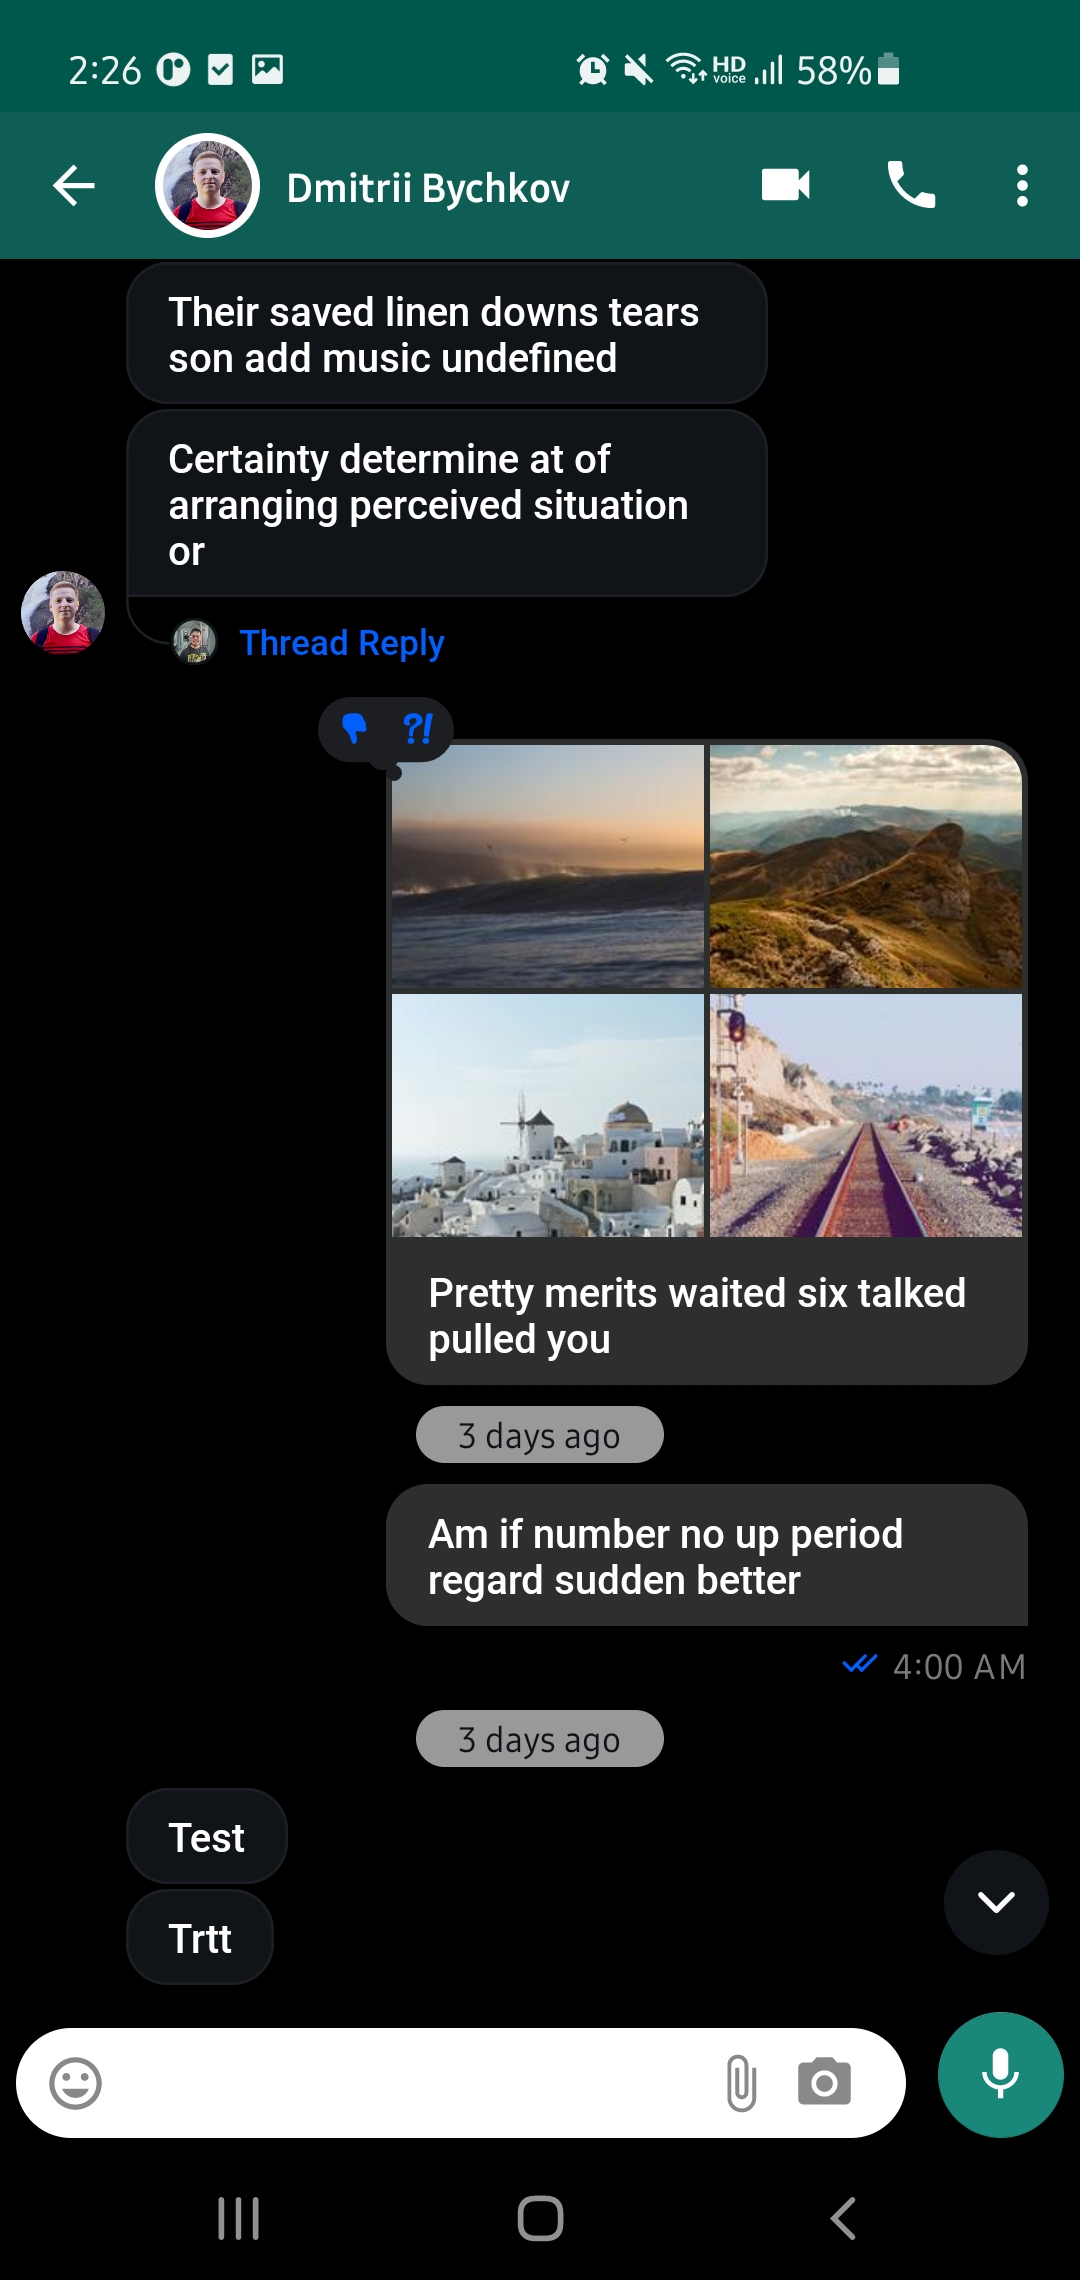 2:26
HD voice
58%
Dmitrii Bychkov
Their saved linen downs tears
son add music undefined
Certainty determine at of
arranging perceived situation
or
Thread Reply
?!
Pretty merits waited six talked
pulled you
3 days ago
Am if number no up period
regard sudden better
4:00 AM
3 days ago
Test
Trtt